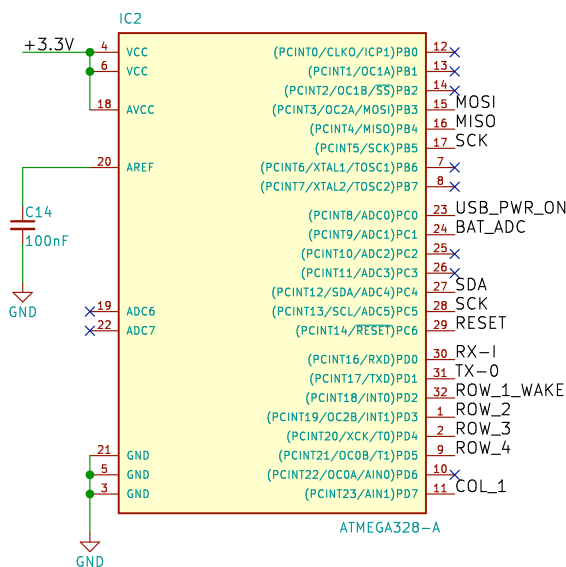 IC2
+3.3V
4 VCC (PCINT0/CLKO/ICP1)PB0 12
6 VCC (PCINT1/OC1A)PB1 13
(PCINT2/OC1B/SS)PB2 14
18 AVCC (PCINT3/OC2A/MOSI)PB3 15 MOSI
(PCINT4/MISO)PB4 16 MISO
(PCINT5/SCK)PB5 17 SCK
20 AREF (PCINT6/XTAL1/TOSC1)PB6 7
(PCINT7/XTAL2/TOSC2)PB7 8
C14
100nF
GND
(PCINT8/ADC0)PC0 23 USB_PWR_ON
(PCINT9/ADC1)PC1 24 BAT_ADC
(PCINT10/ADC2)PC2 25
(PCINT11/ADC3)PC3 26
(PCINT12/SDA/ADC4)PC4 27 SDA
19 ADC6 (PCINT13/SCL/ADC5)PC5 28 SCK
22 ADC7 (PCINT14/RESET)PC6 29 RESET
(PCINT16/RXD)PD0 30 RX-I
(PCINT17/TXD)PD1 31 TX-0
(PCINT18/INT0)PD2 32 ROW_1_WAKE
(PCINT19/OC2B/INT1)PD3 1 ROW_2
(PCINT20/XCK/T0)PD4 2 ROW_3
21 GND (PCINT21/OC0B/T1)PD5 9 ROW_4
5 GND (PCINT22/OC0A/AIN0)PD6 10
3 GND (PCINT23/AIN1)PD7 11 COL_1
ATMEGA328-A
GND